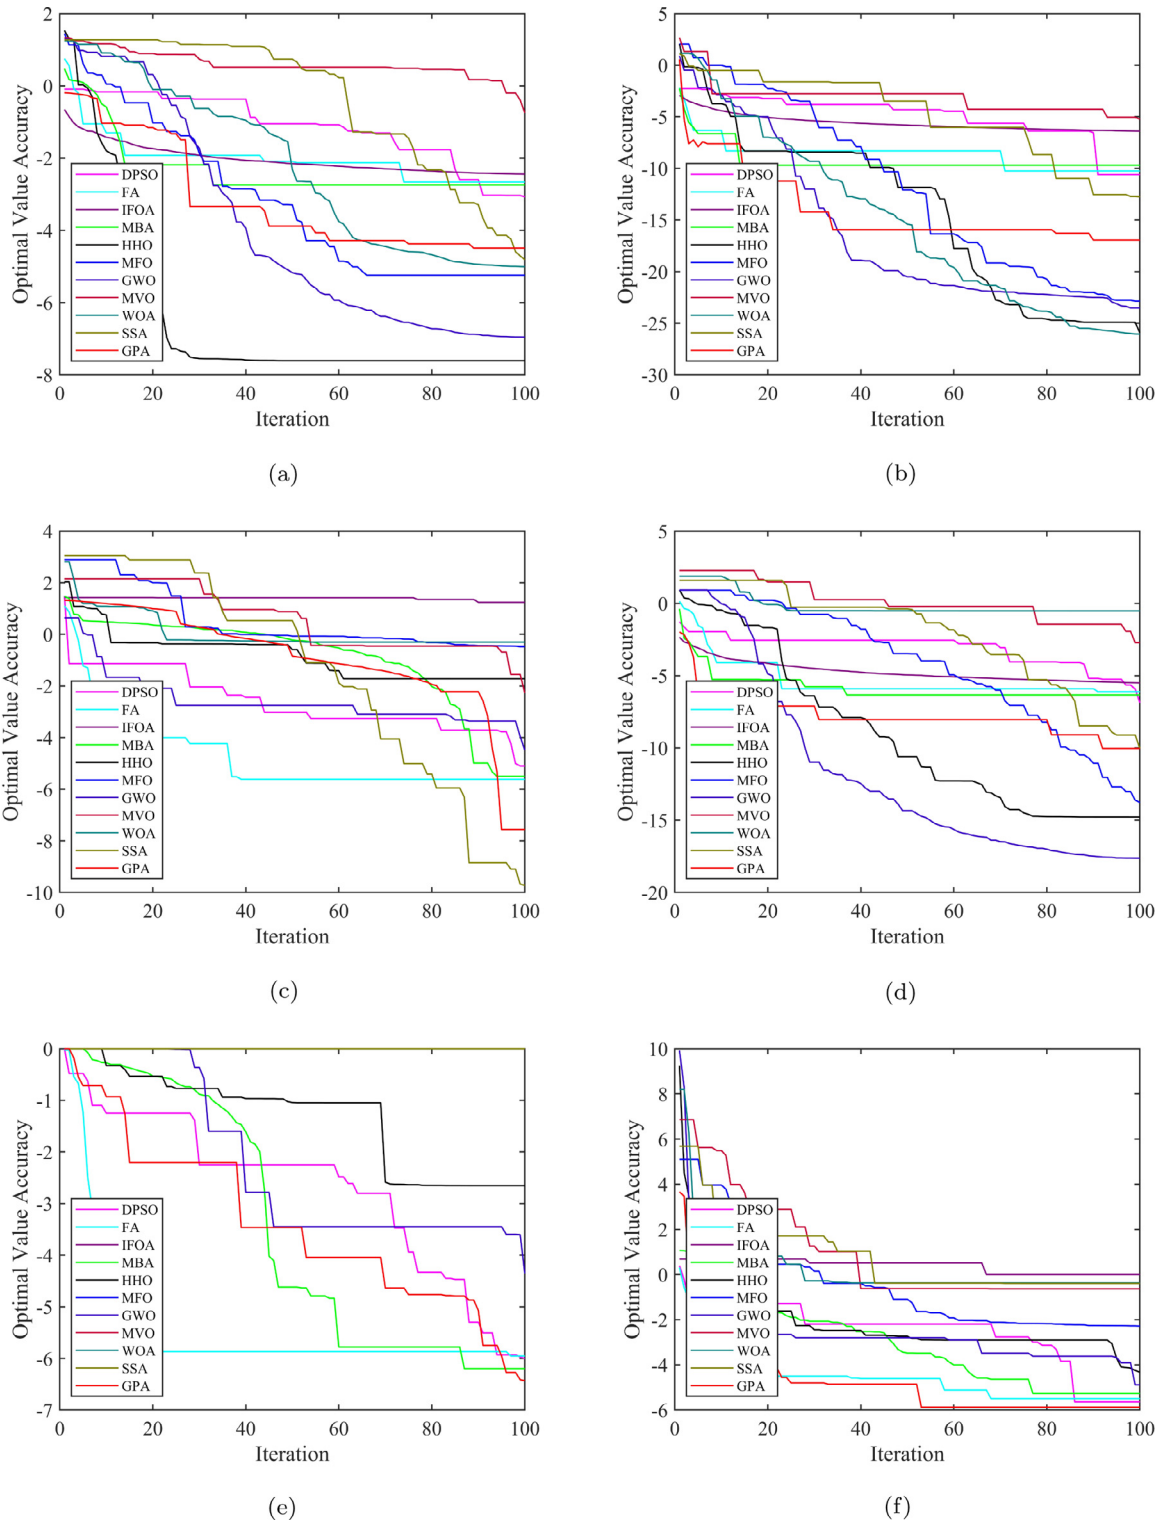 2
0
-2
-4
-6
-8
Optimal Value Accuracy
DPSO
FA
IFOA
MBA
HHO
MFO
GWO
MVO
WOA
SSA
GPA
0 20 40 60 80 100
Iteration
(a)
5
0
-5
-10
-15
-20
-25
-30
Optimal Value Accuracy
DPSO
FA
IFOA
MBA
HHO
MFO
GWO
MVO
WOA
SSA
GPA
0 20 40 60 80 100
Iteration
(b)
4
2
0
-2
-4
-6
-8
-10
Optimal Value Accuracy
DPSO
FA
IFOA
MBA
HHO
MFO
GWO
MVO
WOA
SSA
GPA
0 20 40 60 80 100
Iteration
(c)
5
0
-5
-10
-15
-20
Optimal Value Accuracy
DPSO
FA
IFOA
MBA
HHO
MFO
GWO
MVO
WOA
SSA
GPA
0 20 40 60 80 100
Iteration
(d)
0
-1
-2
-3
-4
-5
-6
-7
Optimal Value Accuracy
DPSO
FA
IFOA
MBA
HHO
MFO
GWO
MVO
WOA
SSA
GPA
0 20 40 60 80 100
Iteration
(e)
10
8
6
4
2
0
-2
-4
-6
Optimal Value Accuracy
DPSO
FA
IFOA
MBA
HHO
MFO
GWO
MVO
WOA
SSA
GPA
0 20 40 60 80 100
Iteration
(f)